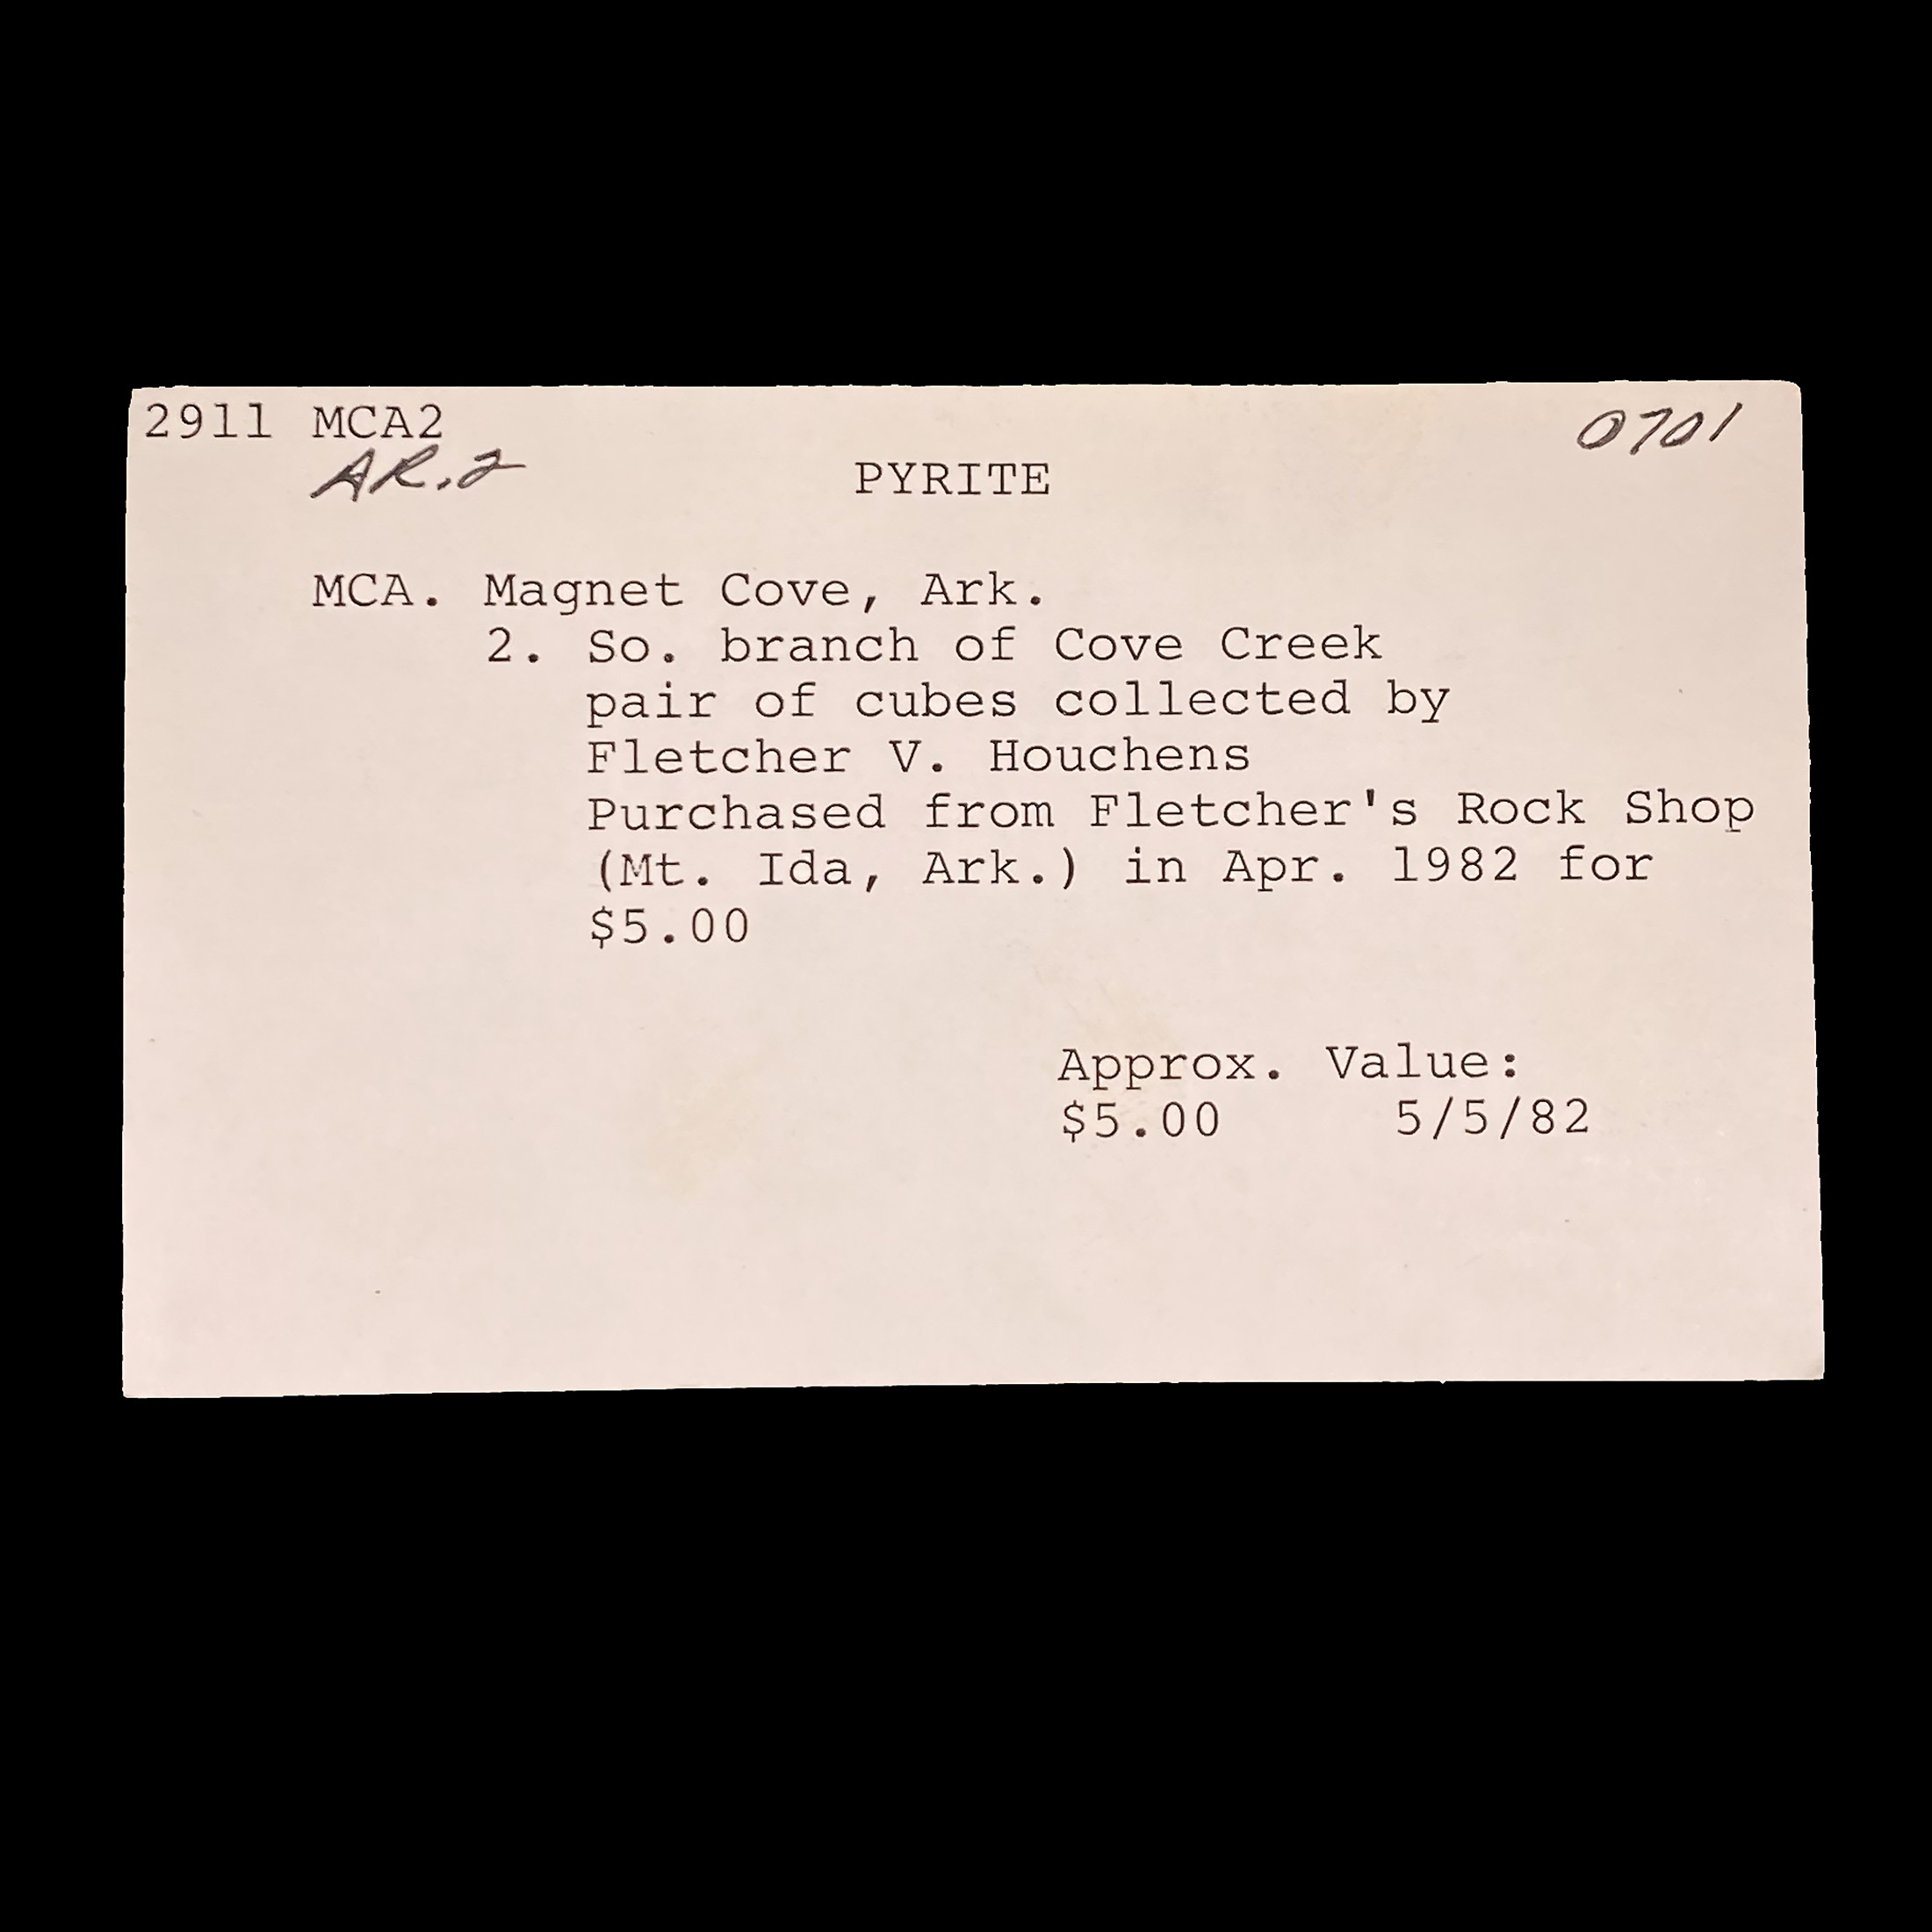 2911 MCA2
0701
AR.2
PYRITE
MCA. Magnet Cove, Ark.
2. So. branch of Cove Creek
pair of cubes collected by
Fletcher V. Houchens
Purchased from Fletcher's Rock Shop
(Mt. Ida, Ark.) in Apr. 1982 for
$5.00
Approx. Value:
$5.00 5/5/82